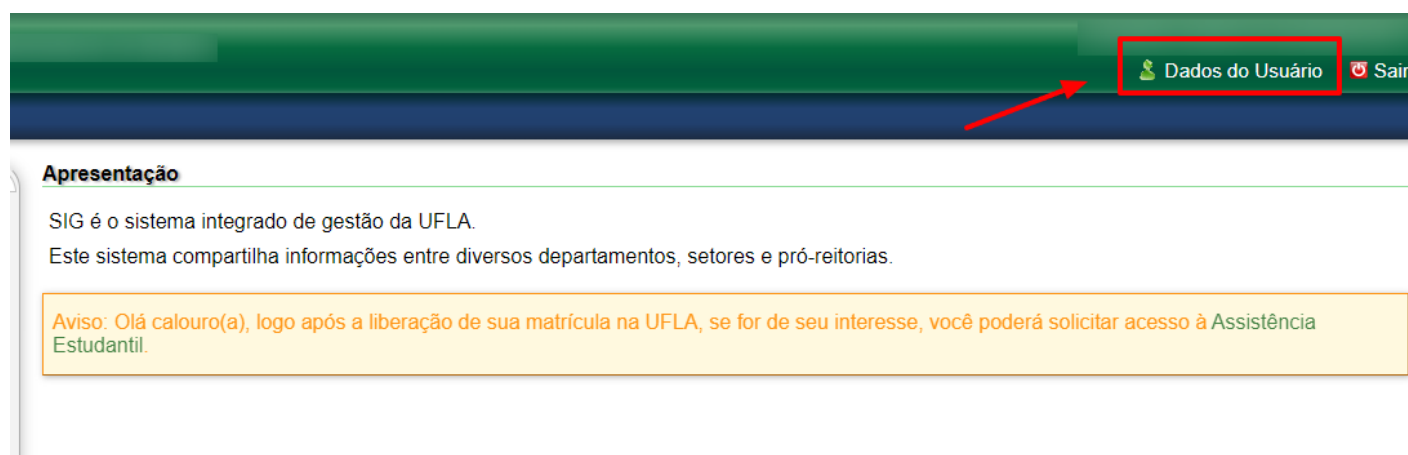 Dados do Usuário Sair
Apresentação
SIG é o sistema integrado de gestão da UFLA.
Este sistema compartilha informações entre diversos departamentos, setores e pró-reitorias.
Aviso: Olá calouro(a), logo após a liberação de sua matrícula na UFLA, se for de seu interesse, você poderá solicitar acesso à Assistência
Estudantil.